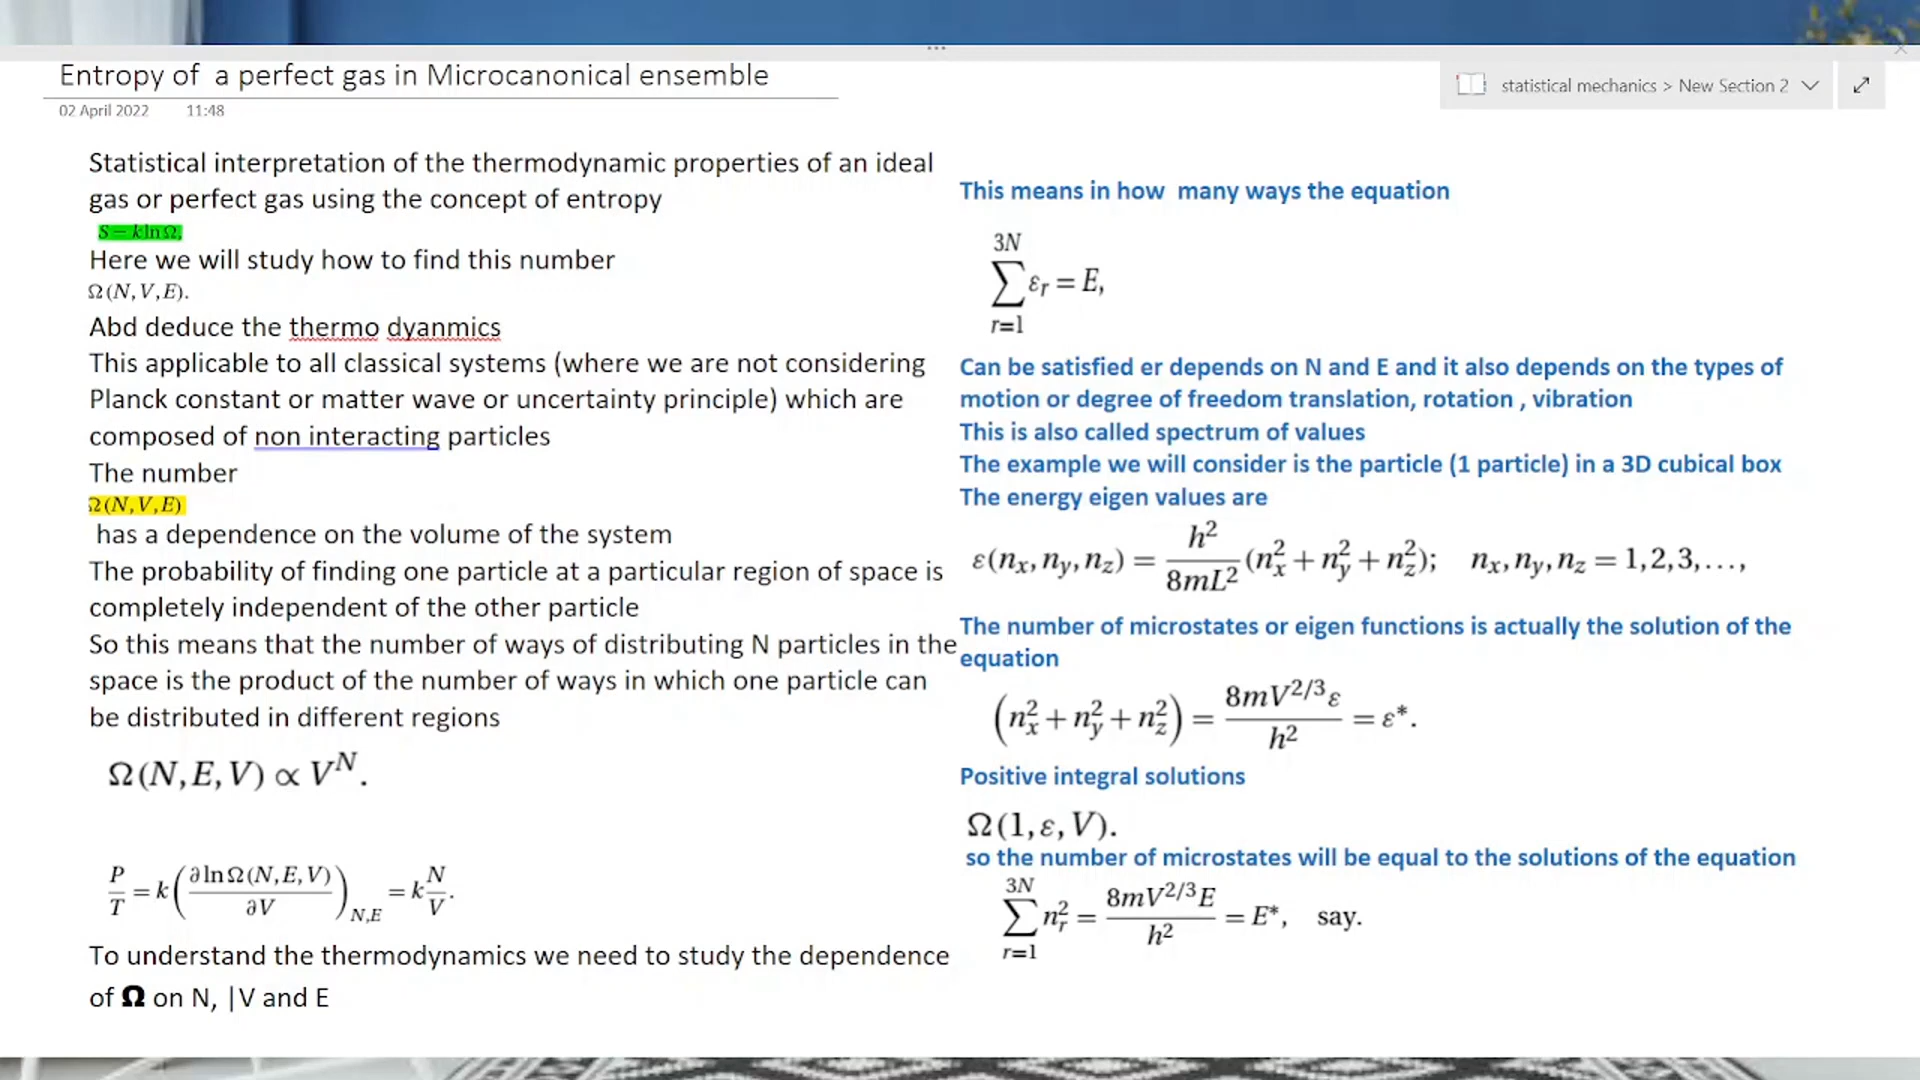 Entropy of a perfect gas in Microcanonical ensemble
statistical mechanics > New Section 2
02 April 2022 11:48
Statistical interpretation of the thermodynamic properties of an ideal
gas or perfect gas using the concept of entropy
S = k ln Ω,
Here we will study how to find this number
Ω(N,V,E).
Abd deduce the thermo dyanmics
This applicable to all classical systems (where we are not considering
Planck constant or matter wave or uncertainty principle) which are
composed of non interacting particles
The number
Ω(N,V,E)
has a dependence on the volume of the system
The probability of finding one particle at a particular region of space is
completely independent of the other particle
So this means that the number of ways of distributing N particles in the
space is the product of the number of ways in which one particle can
be distributed in different regions
Ω(N,E,V) ∝ V^N.
P/T = k(∂ ln Ω(N,E,V)/∂V)_{N,E} = k N/V.
To understand the thermodynamics we need to study the dependence
of Ω on N, |V and E
This means in how many ways the equation
∑_{r=1}^{3N} ε_r = E,
Can be satisfied er depends on N and E and it also depends on the types of
motion or degree of freedom translation, rotation , vibration
This is also called spectrum of values
The example we will consider is the particle (1 particle) in a 3D cubical box
The energy eigen values are
ε(n_x, n_y, n_z) = h²/8mL² (n_x² + n_y² + n_z²); n_x, n_y, n_z = 1,2,3,...,
The number of microstates or eigen functions is actually the solution of the
equation
(n_x² + n_y² + n_z²) = 8mV^{2/3}ε/h² = ε*.
Positive integral solutions
Ω(1,ε,V).
so the number of microstates will be equal to the solutions of the equation
∑_{r=1}^{3N} n_r² = 8mV^{2/3}E/h² = E*, say.